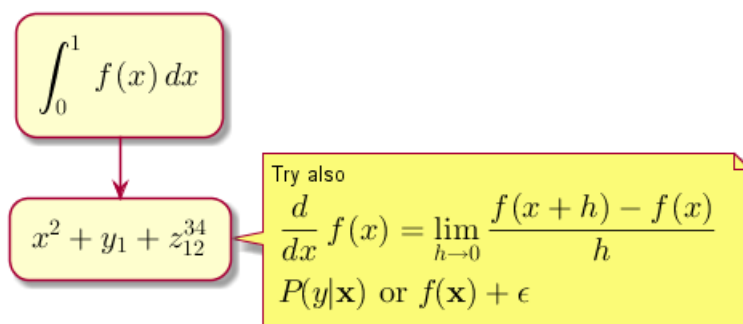 ∫₀¹ f(x) dx
x² + y₁ + z₁₂³⁴
Try also
d/dx f(x) = lim_{h→0} (f(x + h) − f(x))/h
P(y|𝐱) or f(𝐱) + ϵ